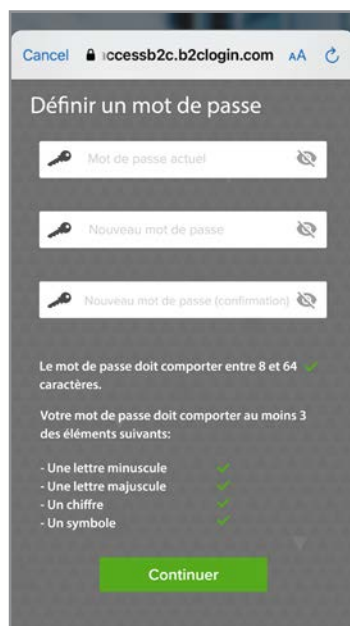 Cancel ccessb2c.b2clogin.com AA
Définir un mot de passe
Mot de passe actuel
Nouveau mot de passe
Nouveau mot de passe (confirmation)
Le mot de passe doit comporter entre 8 et 64
caractères.
Votre mot de passe doit comporter au moins 3
des éléments suivants:
- Une lettre minuscule
- Une lettre majuscule
- Un chiffre
- Un symbole
Continuer